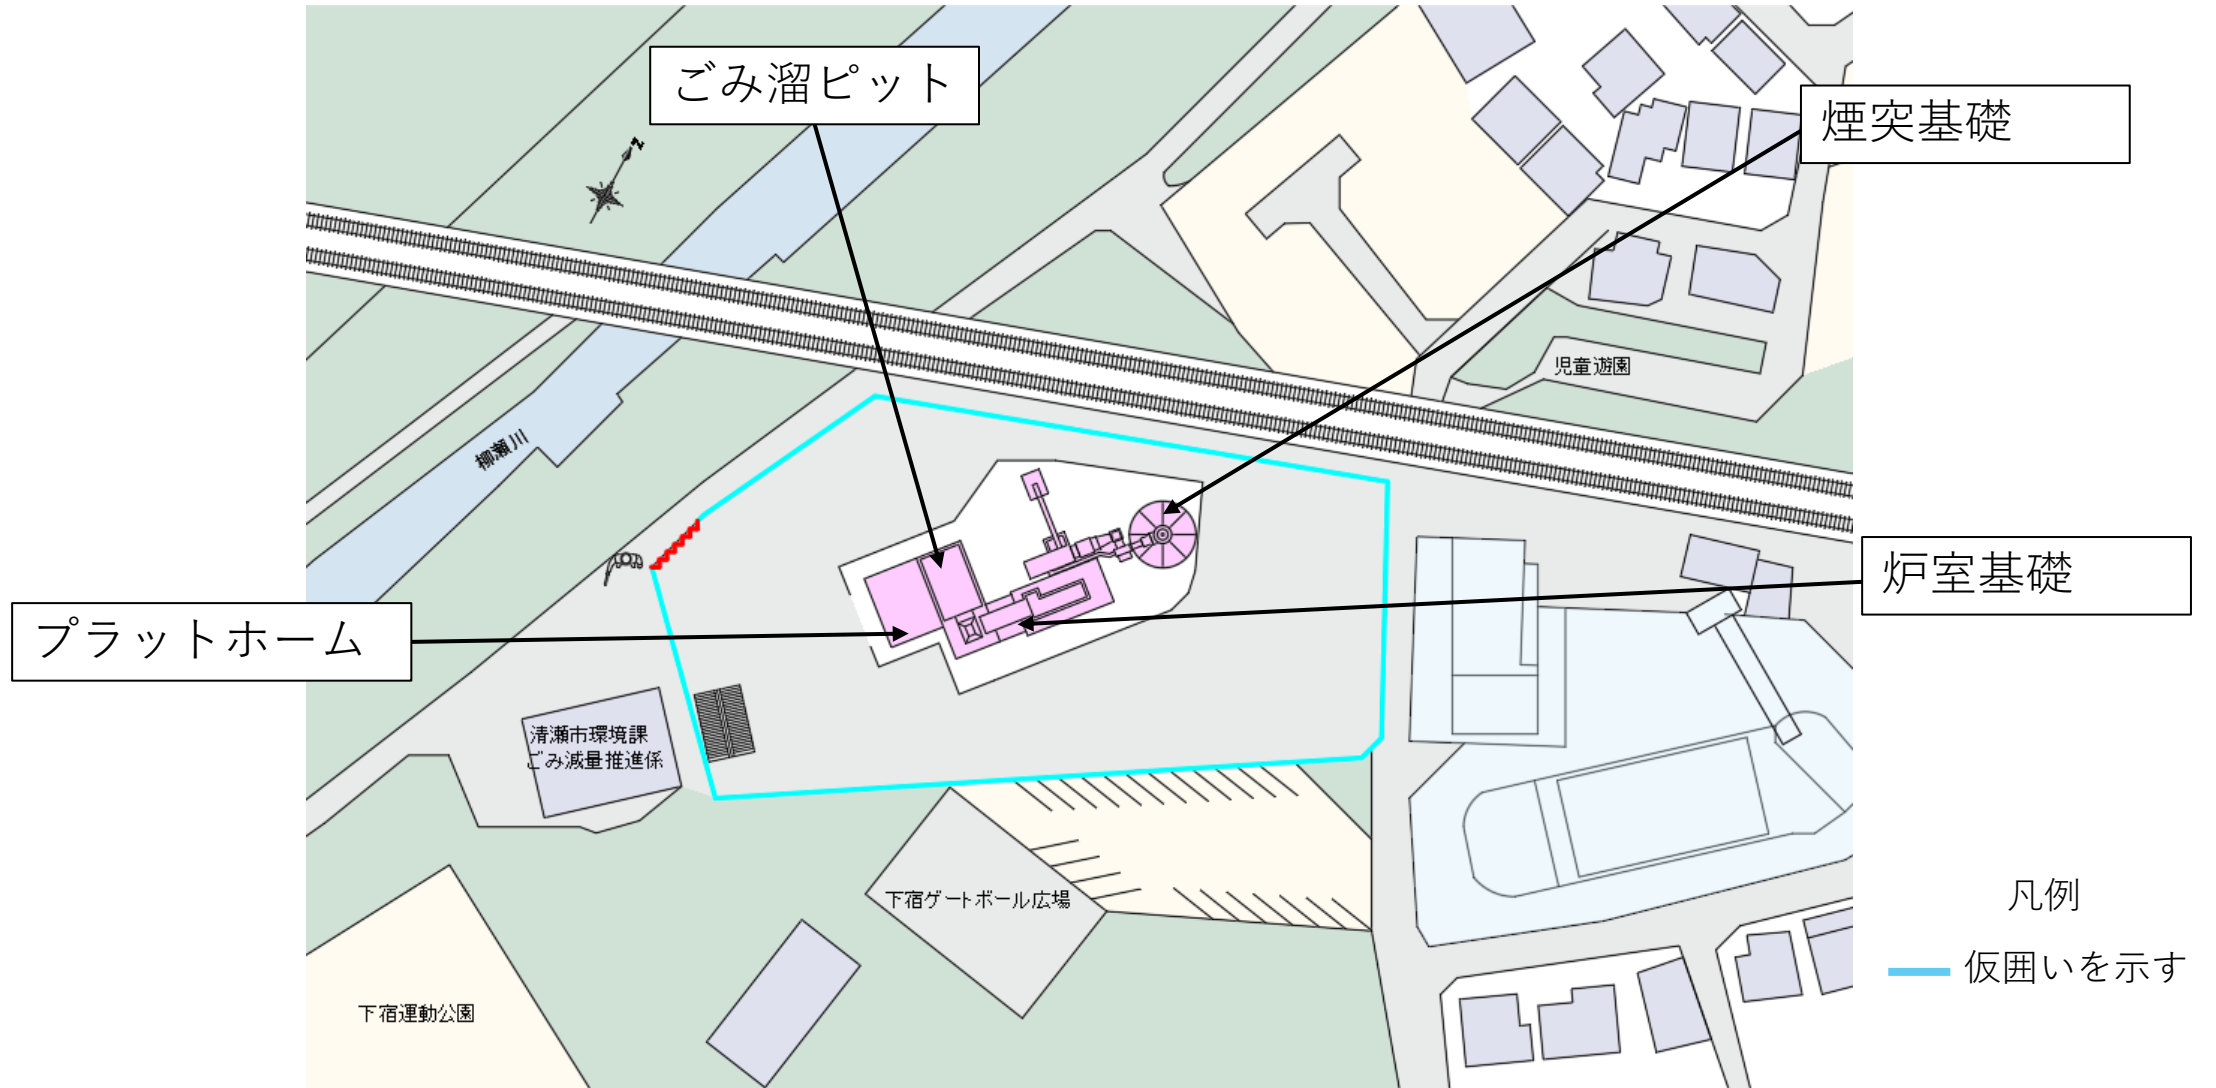 ごみ溜ピット
煙突基礎
N
児童遊園
柳瀬川
炉室基礎
プラットホーム
清瀬市環境課
ごみ減量推進係
下宿ゲートボール広場
凡例
仮囲いを示す
下宿運動公園